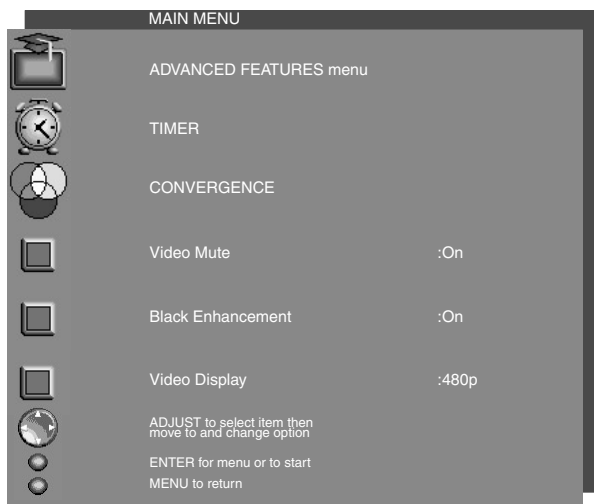 MAIN MENU
ADVANCED FEATURES menu
TIMER
CONVERGENCE
Video Mute :On
Black Enhancement :On
Video Display :480p
ADJUST to select item then
move to and change option
ENTER for menu or to start
MENU to return